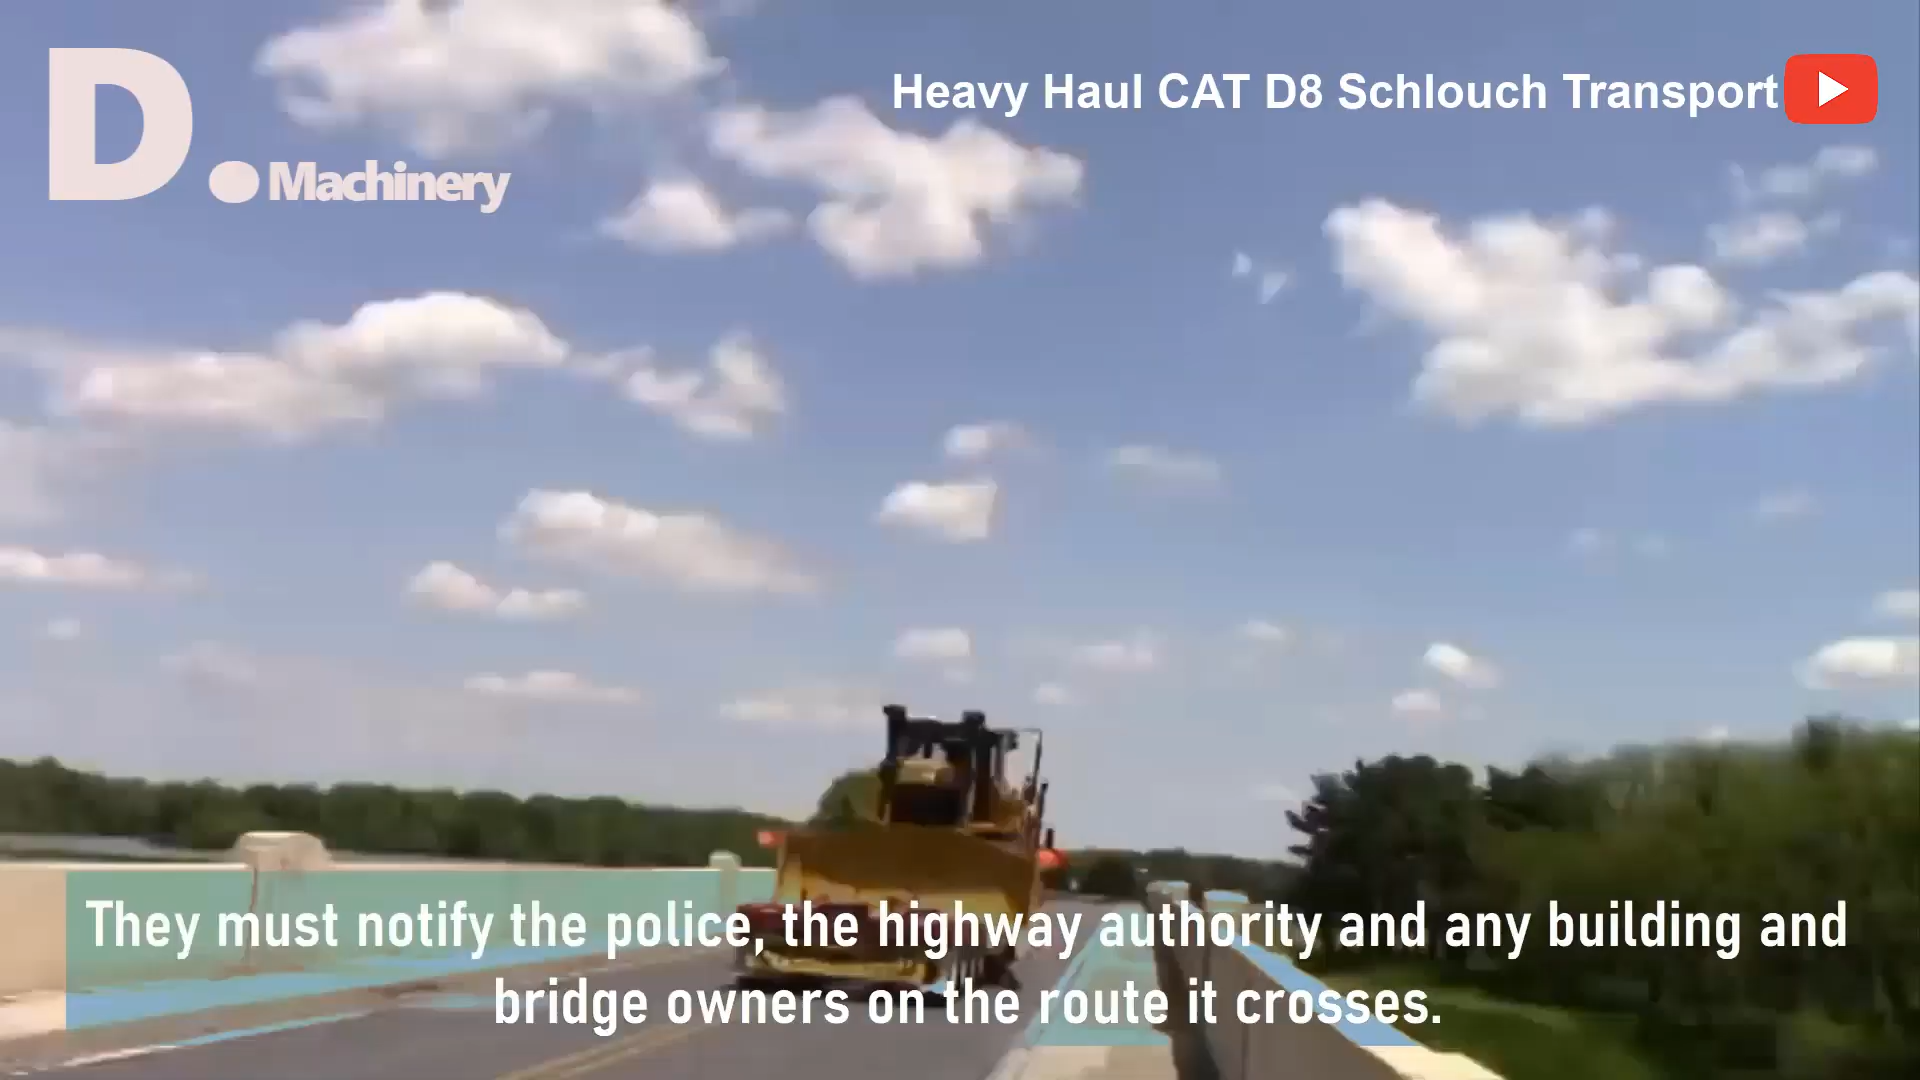 D.Machinery
Heavy Haul CAT D8 Schlouch Transport
They must notify the police, the highway authority and any building and
bridge owners on the route it crosses.